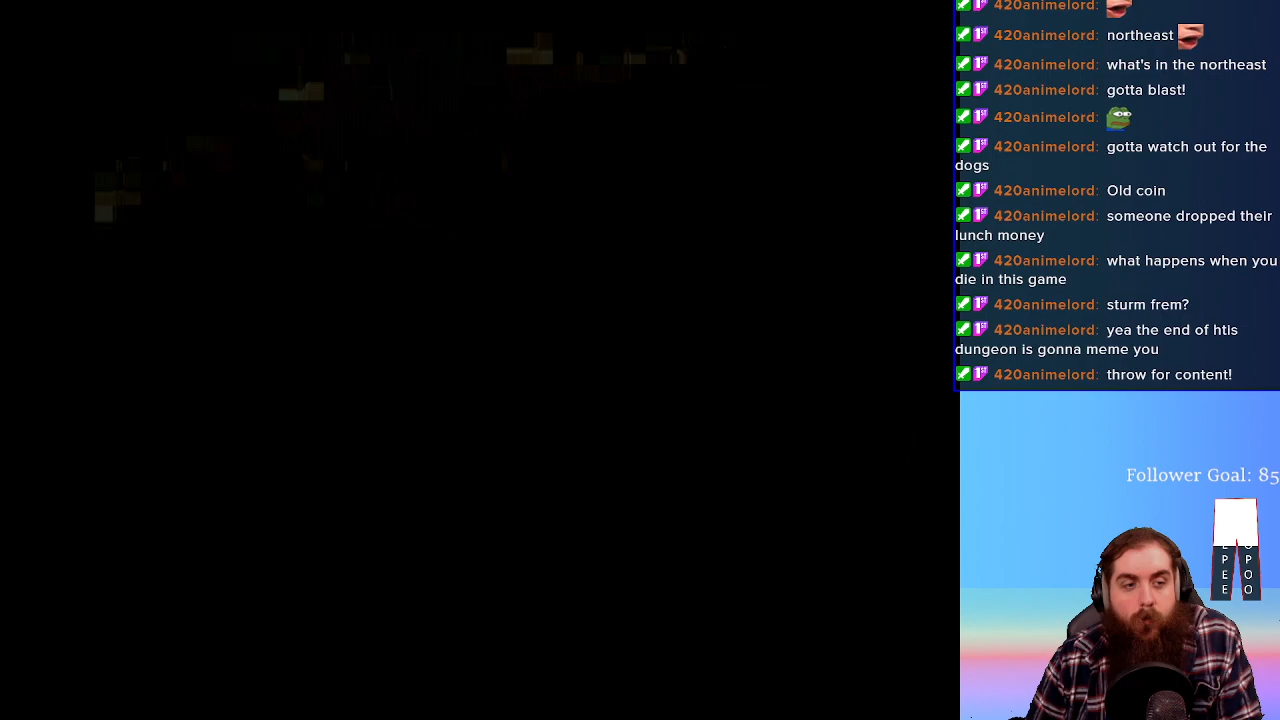 420animelord:
420animelord: northeast
420animelord: what's in the northeast
420animelord: gotta blast!
420animelord:
420animelord: gotta watch out for the
dogs
420animelord: Old coin
420animelord: someone dropped their
lunch money
420animelord: what happens when you
die in this game
420animelord: sturm frem?
420animelord: yea the end of htis
dungeon is gonna meme you
420animelord: throw for content!
Follower Goal: 85
P P
E O
E O